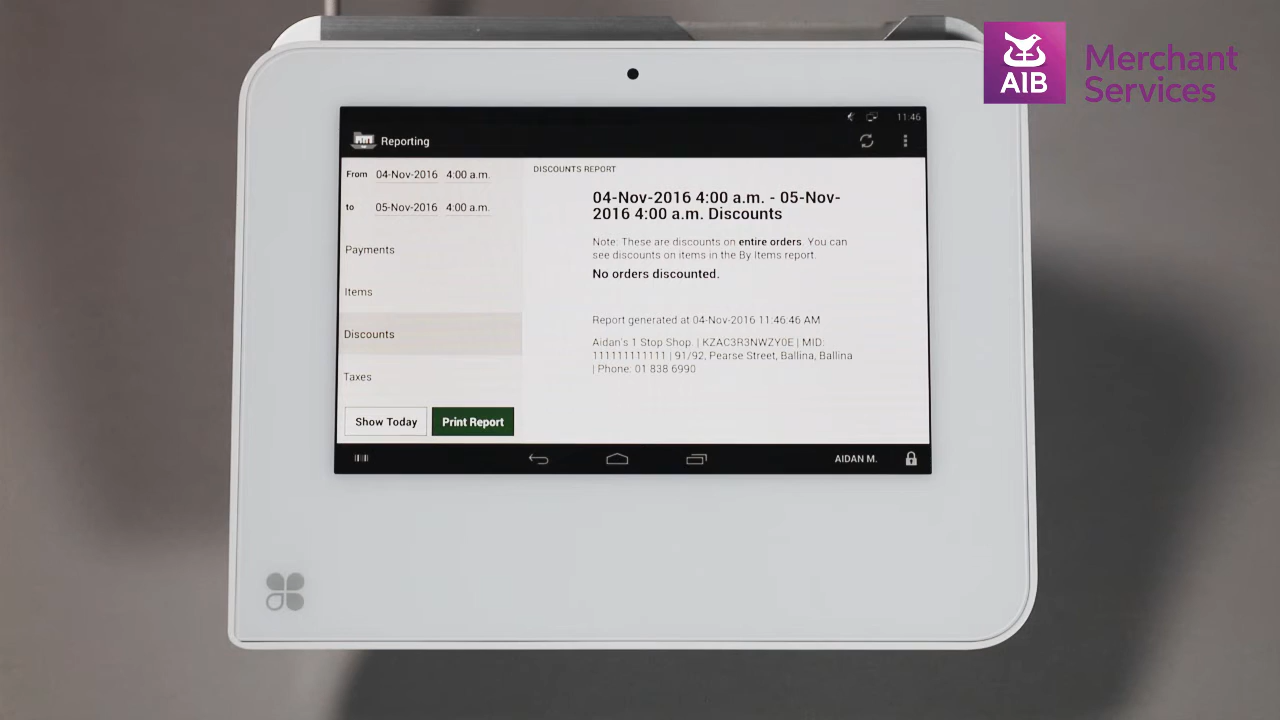 AIB
Merchant
Services
11:46
Reporting
From 04-Nov-2016 4:00 a.m.
to 05-Nov-2016 4:00 a.m.
Payments
Items
Discounts
Taxes
Show Today
Print Report
DISCOUNTS REPORT
04-Nov-2016 4:00 a.m. - 05-Nov-
2016 4:00 a.m. Discounts
Note: These are discounts on entire orders. You can
see discounts on items in the By Items report.
No orders discounted.
Report generated at 04-Nov-2016 11:46:46 AM
Aidan's 1 Stop Shop. | KZAC3R3NWZY0E | MID:
111111111111 | 91/92, Pearse Street, Ballina, Ballina
| Phone: 01 838 6990
AIDAN M.